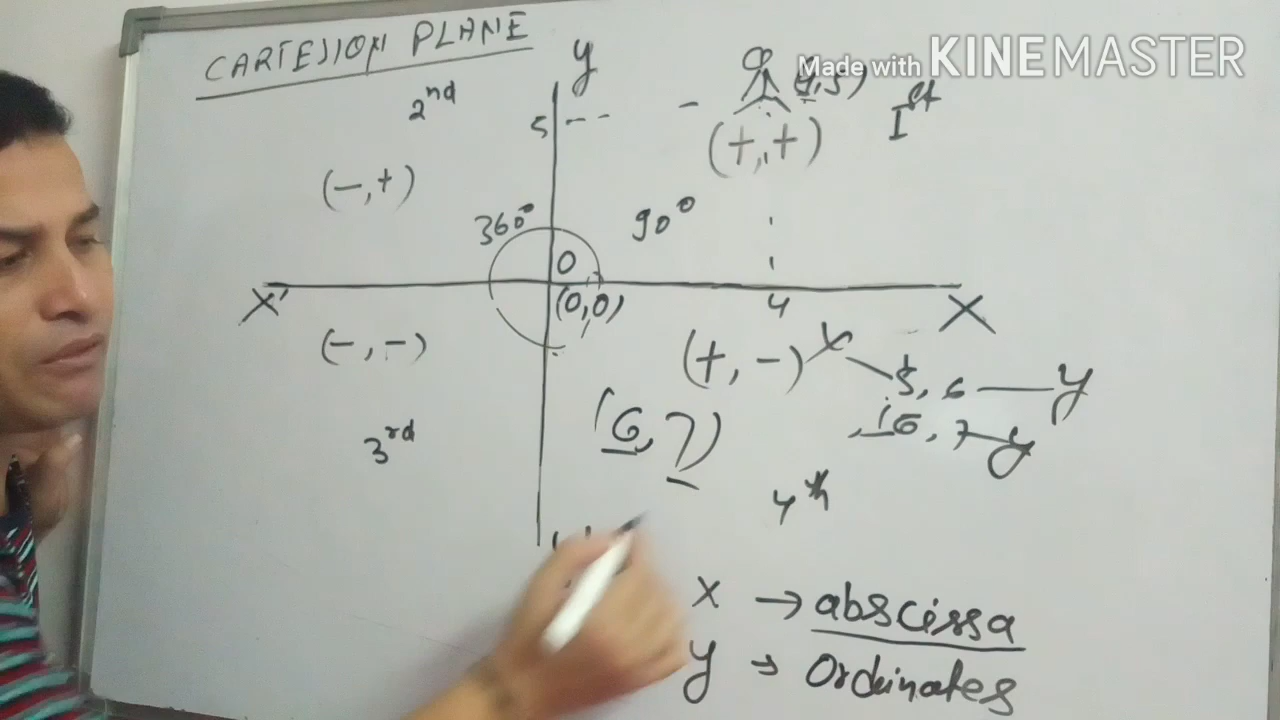 CARTESION PLANE
Made with KINEMASTER
y
2nd
5
Ist
(+,+)
(-,+)
360°
90°
0
X'
(0,0)
4
X
(-,-)
(+,-)
X
5, 6 y
(6,7)
7 y
3rd
4th
x → abscissa
y → Ordinates